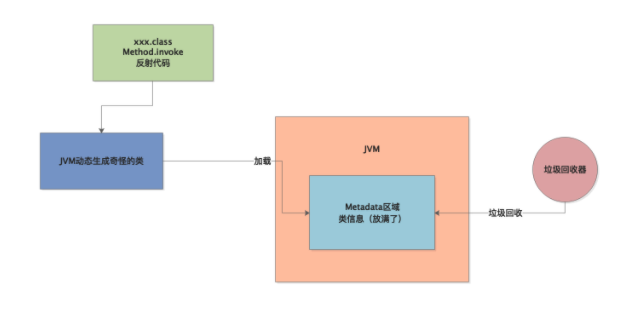 xxx.class
Method.invoke
反射代码
JVM动态生成奇怪的类
加载
JVM
Metadata区域
类信息（放满了）
垃圾回收
垃圾回收器